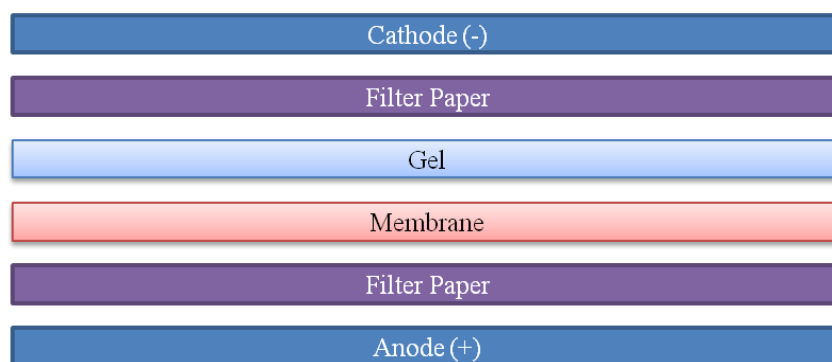 Cathode (-)
Filter Paper
Gel
Membrane
Filter Paper
Anode (+)